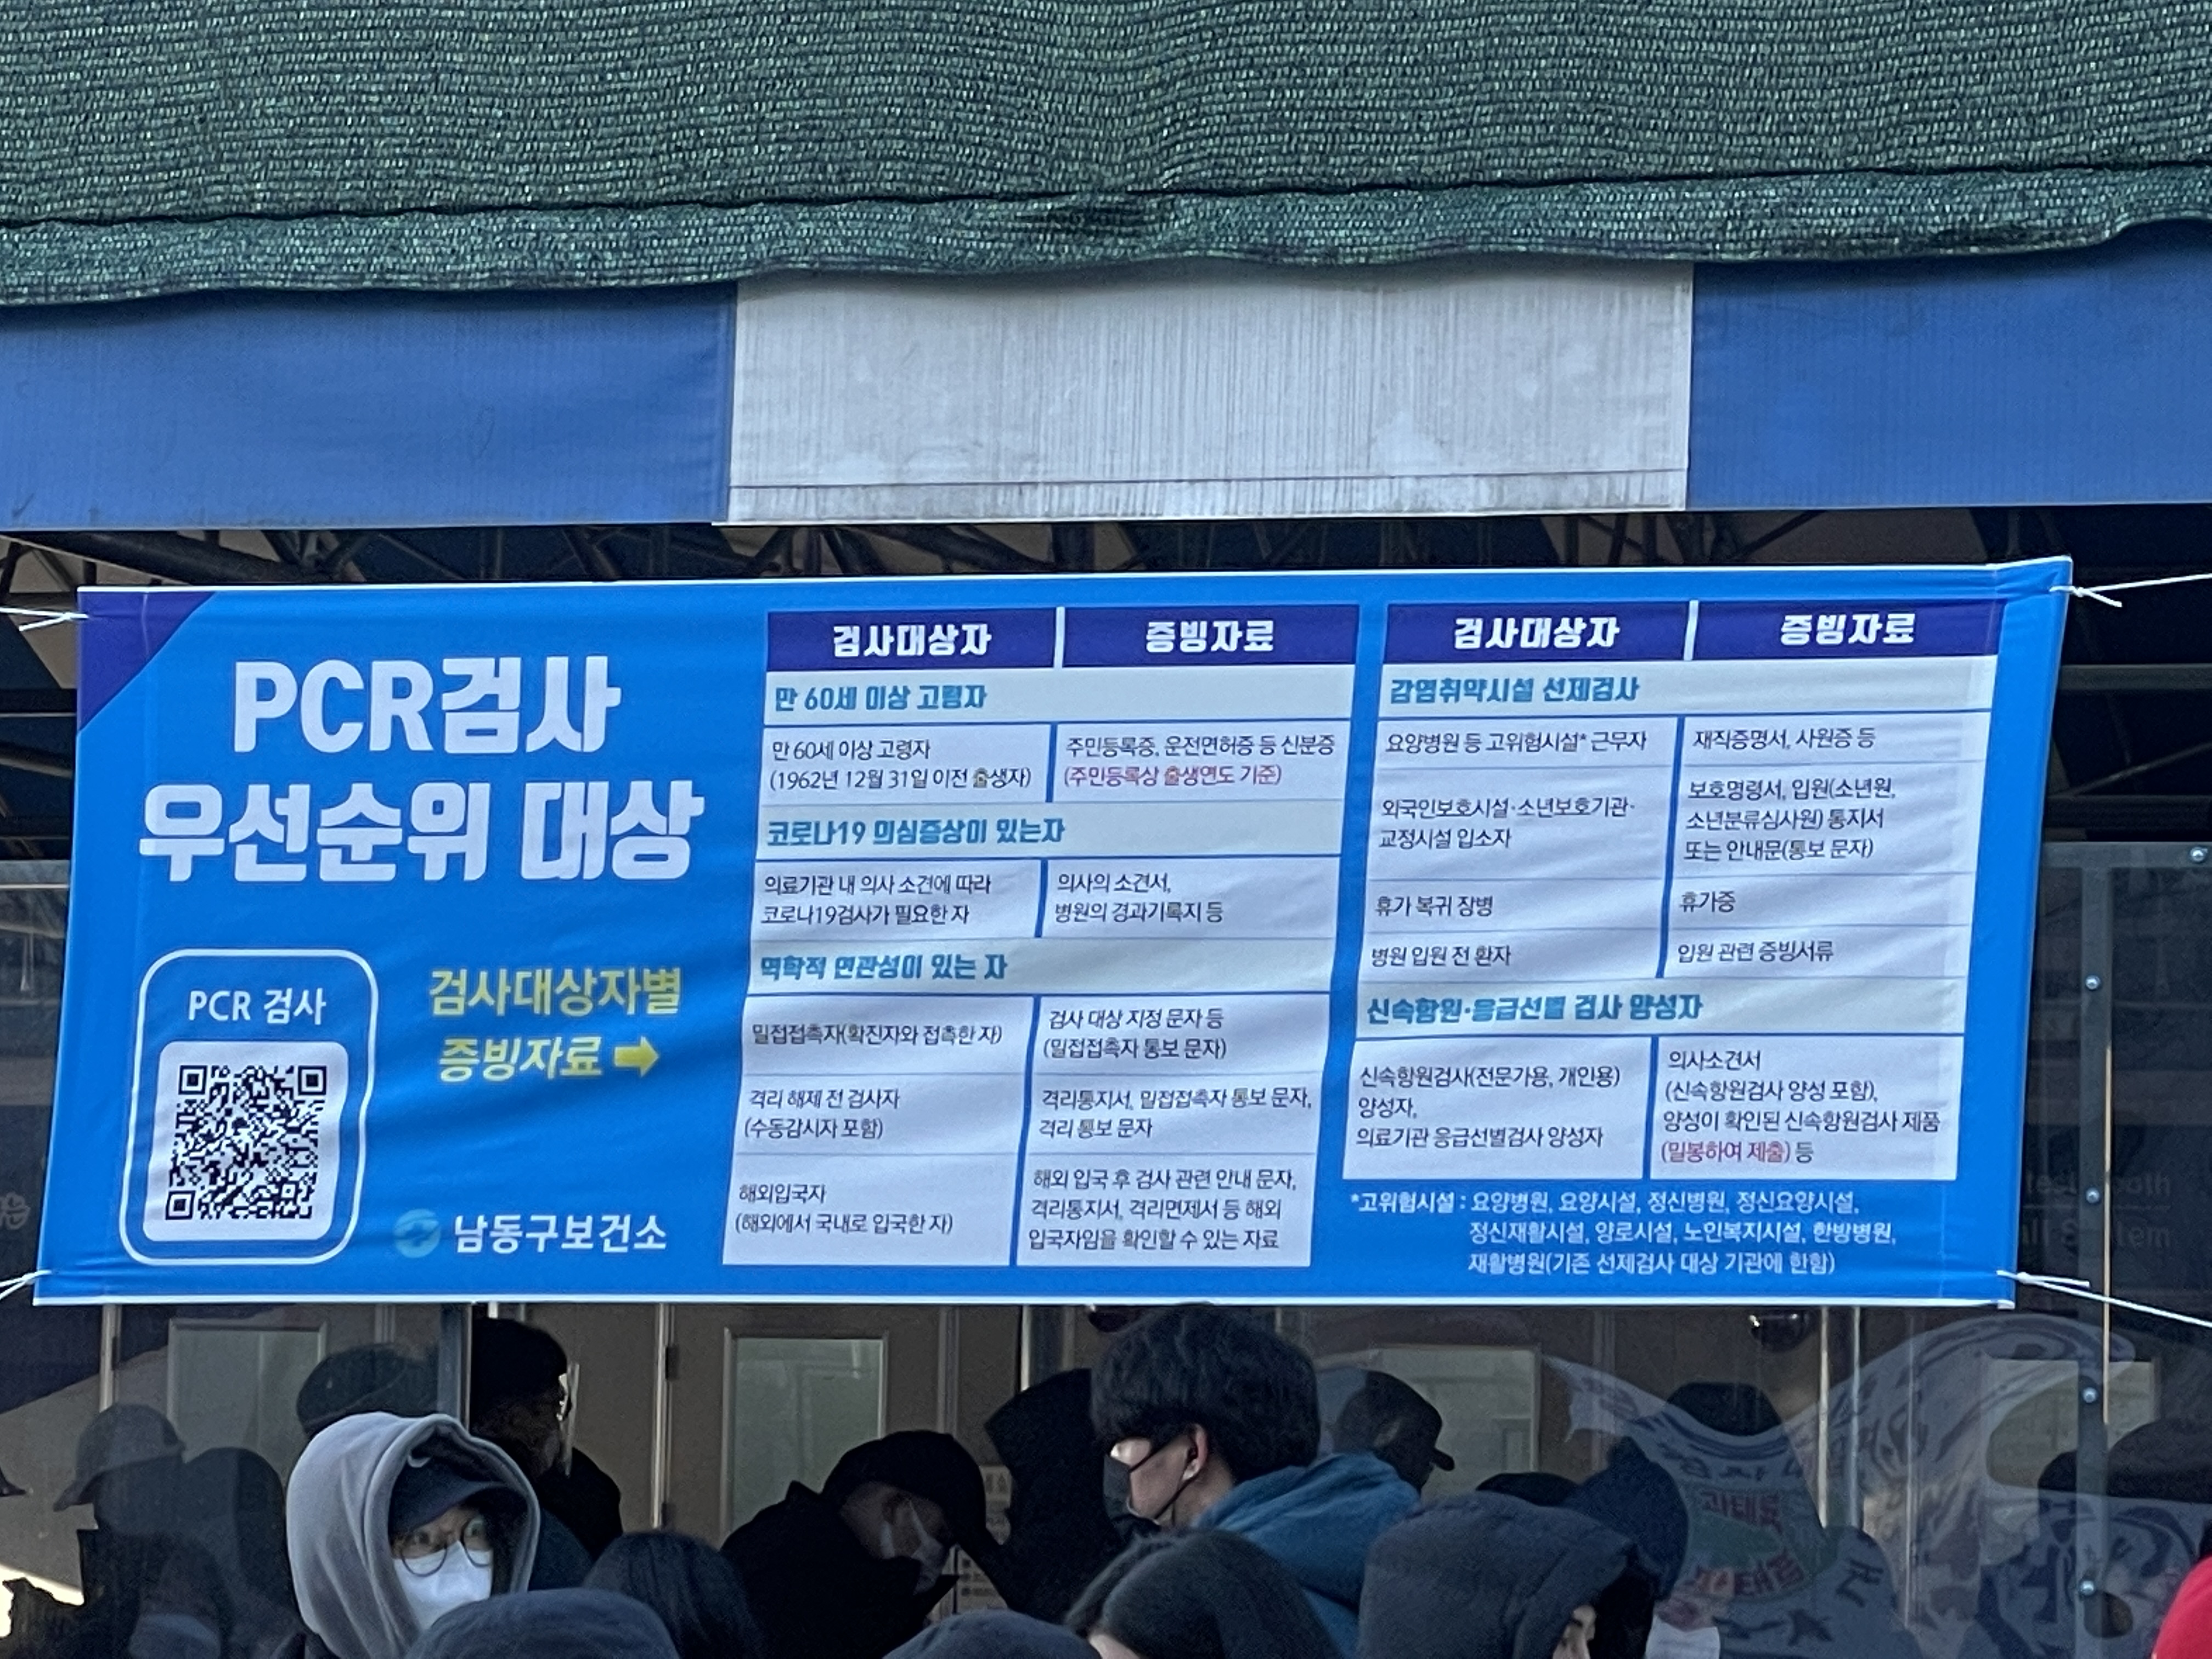 PCR검사
우선순위 대상
PCR 검사
검사대상자별
증빙자료
남동구보건소
검사대상자
증빙자료
만 60세 이상 고령자
만 60세 이상 고령자
(1962년 12월 31일 이전 출생자)
주민등록증, 운전면허증 등 신분증
(주민등록상 출생연도 기준)
코로나19 의심증상이 있는자
의료기관 내 의사 소견에 따라
코로나19검사가 필요한 자
의사의 소견서,
병원의 경과기록지 등
역학적 연관성이 있는 자
밀접접촉자(확진자와 접촉한 자)
검사 대상 지정 문자 등
(밀접접촉자 통보 문자)
격리 해제 전 검사자
(수동감시자 포함)
격리통지서, 밀접접촉자 통보 문자,
격리 통보 문자
해외입국자
(해외에서 국내로 입국한 자)
해외 입국 후 검사 관련 안내 문자,
격리통지서, 격리면제서 등 해외
입국자임을 확인할 수 있는 자료
검사대상자
증빙자료
감염취약시설 선제검사
요양병원 등 고위험시설* 근무자
재직증명서, 사원증 등
외국인보호시설·소년보호기관·
교정시설 입소자
보호명령서, 입원(소년원,
소년분류심사원) 통지서
또는 안내문(통보 문자)
휴가 복귀 장병
휴가증
병원 입원 전 환자
입원 관련 증빙서류
신속항원·응급선별 검사 양성자
신속항원검사(전문가용, 개인용)
양성자,
의료기관 응급선별검사 양성자
의사소견서
(신속항원검사 양성 포함),
양성이 확인된 신속항원검사 제품
(밀봉하여 제출) 등
*고위험시설 : 요양병원, 요양시설, 정신병원, 정신요양시설,
정신재활시설, 양로시설, 노인복지시설, 한방병원,
재활병원(기존 선제검사 대상 기관에 한함)